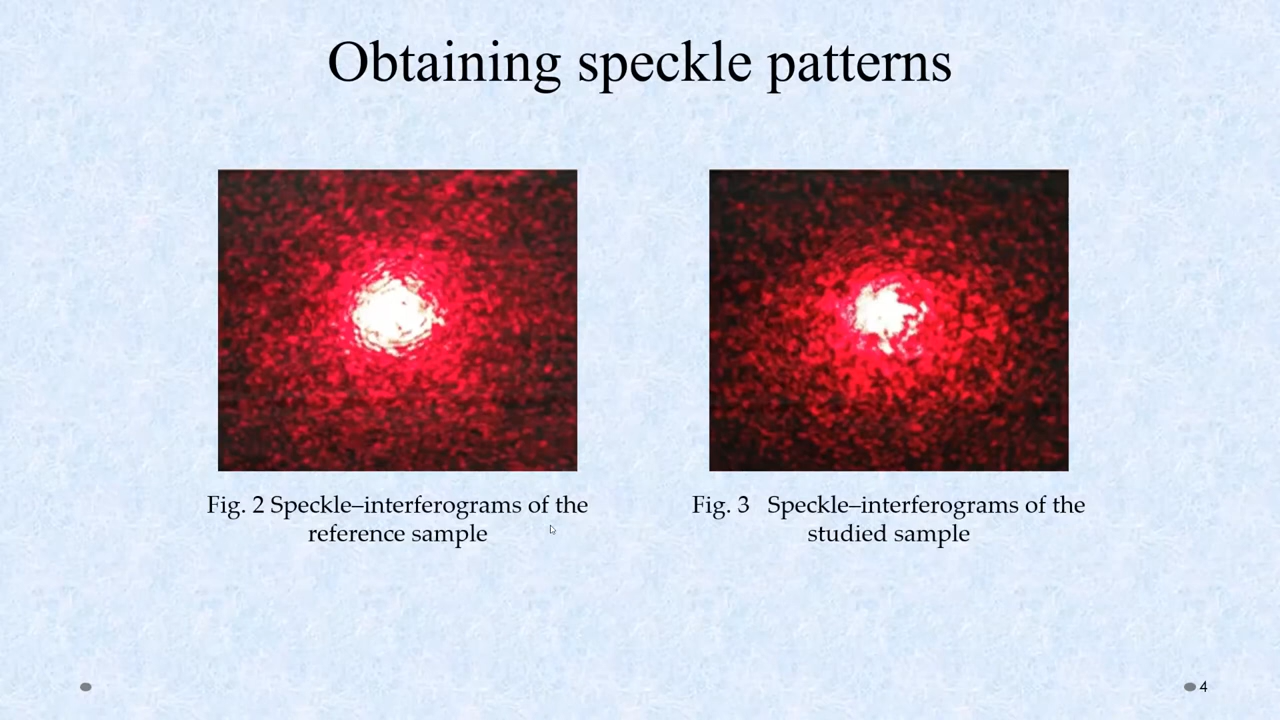 Obtaining speckle patterns
Fig. 2 Speckle–interferograms of the
reference sample
Fig. 3 Speckle–interferograms of the
studied sample
4